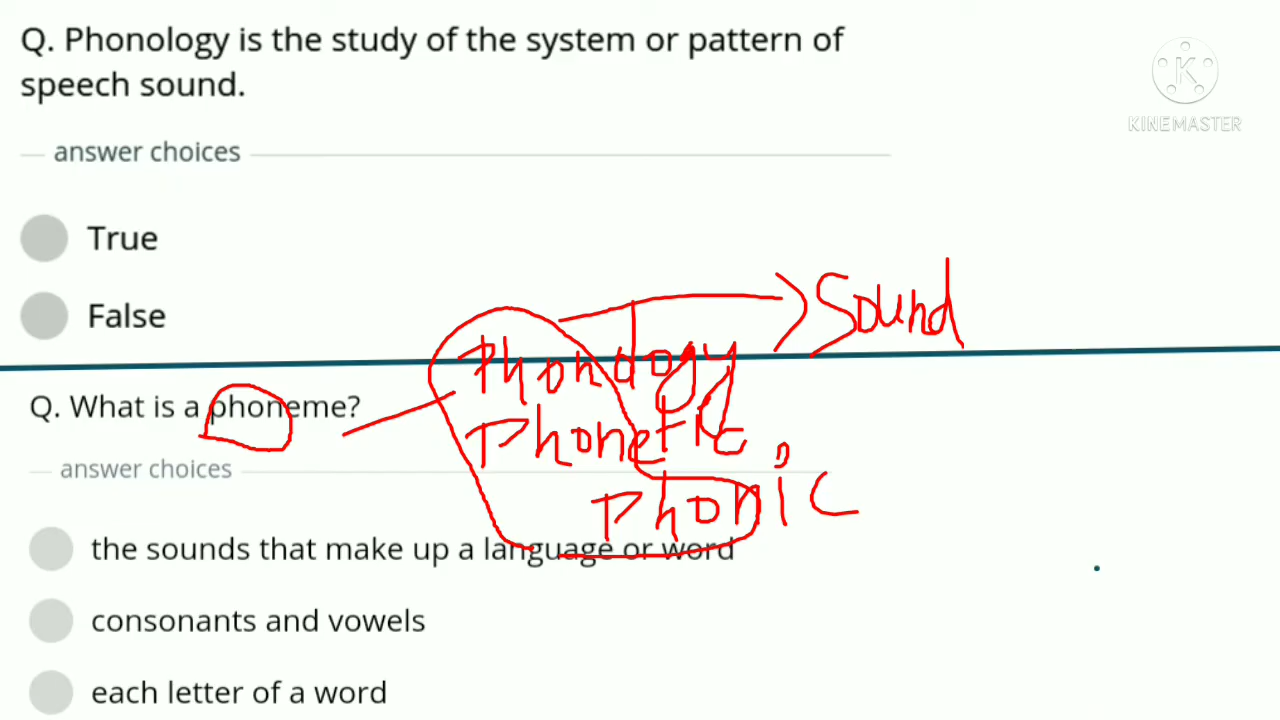 Q. Phonology is the study of the system or pattern of
speech sound.
KINEMASTER
answer choices
True
False
Sound
Phonology
Q. What is a phoneme?
Phonetic,
answer choices
Phonic
the sounds that make up a language or word
consonants and vowels
each letter of a word